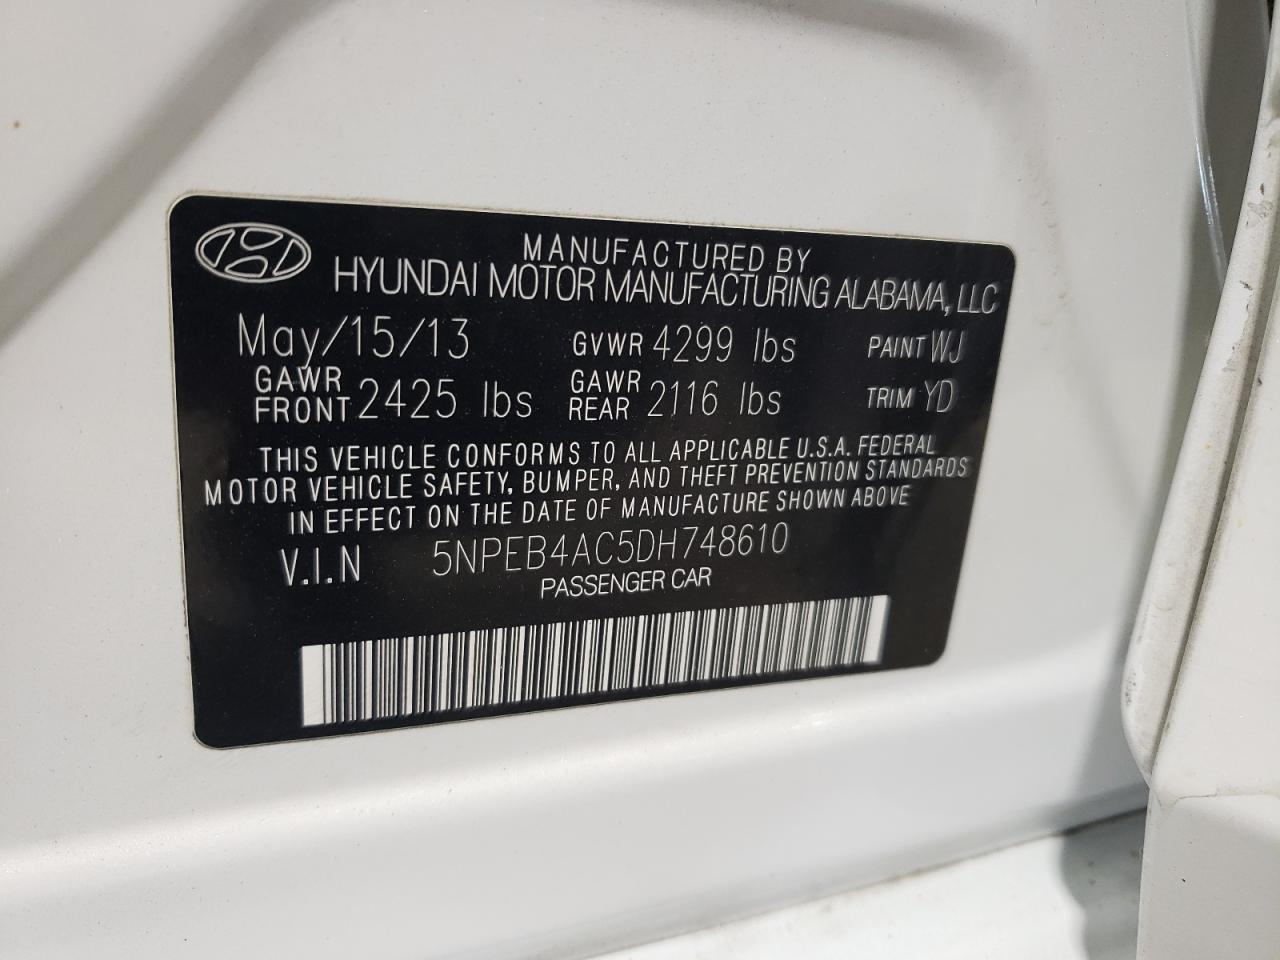 MANUFACTURED BY
HYUNDAI MOTOR MANUFACTURING ALABAMA, LLC
May/15/13 GVWR 4299 lbs PAINT WJ
GAWR FRONT 2425 lbs GAWR REAR 2116 lbs TRIM YD
THIS VEHICLE CONFORMS TO ALL APPLICABLE U.S.A. FEDERAL
MOTOR VEHICLE SAFETY, BUMPER, AND THEFT PREVENTION STANDARDS
IN EFFECT ON THE DATE OF MANUFACTURE SHOWN ABOVE
V.I.N 5NPEB4AC5DH748610
PASSENGER CAR